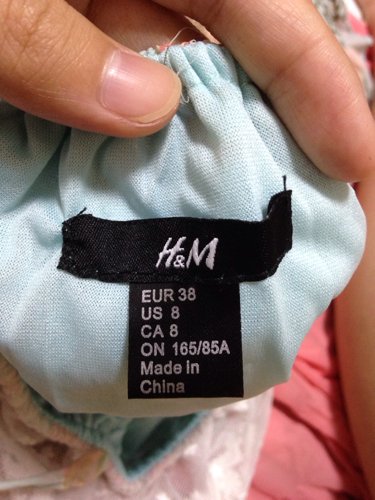 H&M
EUR 38
US 8
CA 8
ON 165/85A
Made in
China